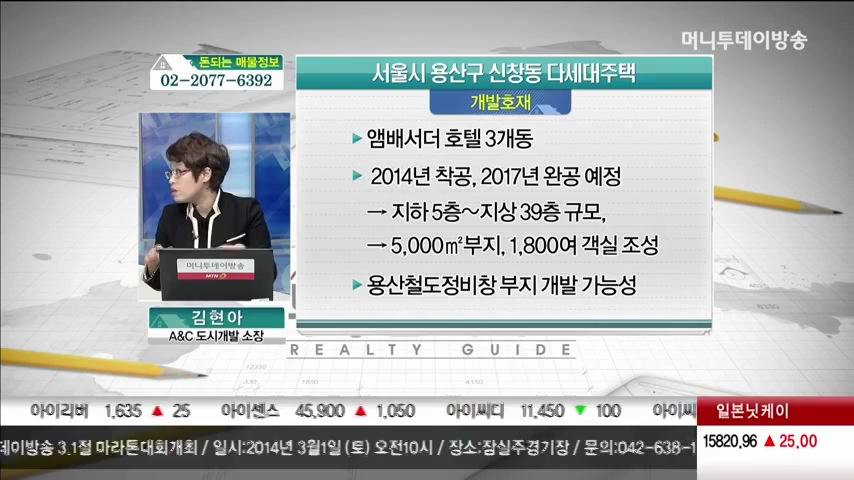 머니투데이방송
돈되는 매물정보
02-2077-6392
서울시 용산구 신창동 다세대주택
개발호재
앰배서더 호텔 3개동
2014년 착공, 2017년 완공 예정
→ 지하 5층~지상 39층 규모,
→ 5,000㎡부지, 1,800여 객실 조성
용산철도정비창 부지 개발 가능성
머니투데이방송
MTN
김현아
A&C 도시개발 소장
REALTY GUIDE
아이리버 1,635 ▲ 25 아이센스 45,900 ▲ 1,050 아이씨디 11,450 ▼ 100 아이씨
일본닛케이
15820.96 ▲ 25.00
데이방송 3.1절 마라톤대회개최 / 일시:2014년 3월1일 (토) 오전10시 / 장소:잠실주경기장 / 문의:042-638-1